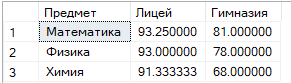 Предмет Лицей Гимназия
1 Математика 93.250000 81.000000
2 Физика 93.000000 78.000000
3 Химия 91.333333 68.000000